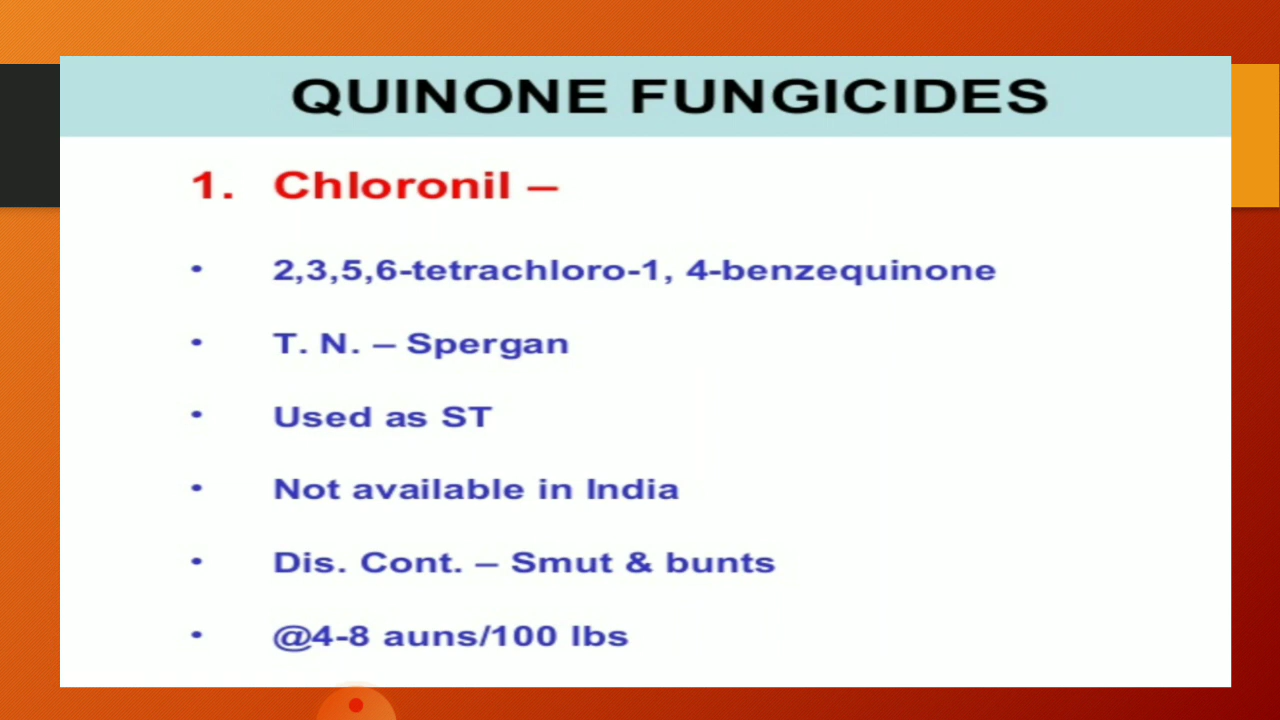 QUINONE FUNGICIDES
1. Chloronil –
• 2,3,5,6-tetrachloro-1, 4-benzequinone
• T. N. – Spergan
• Used as ST
• Not available in India
• Dis. Cont. – Smut & bunts
• @4-8 auns/100 lbs